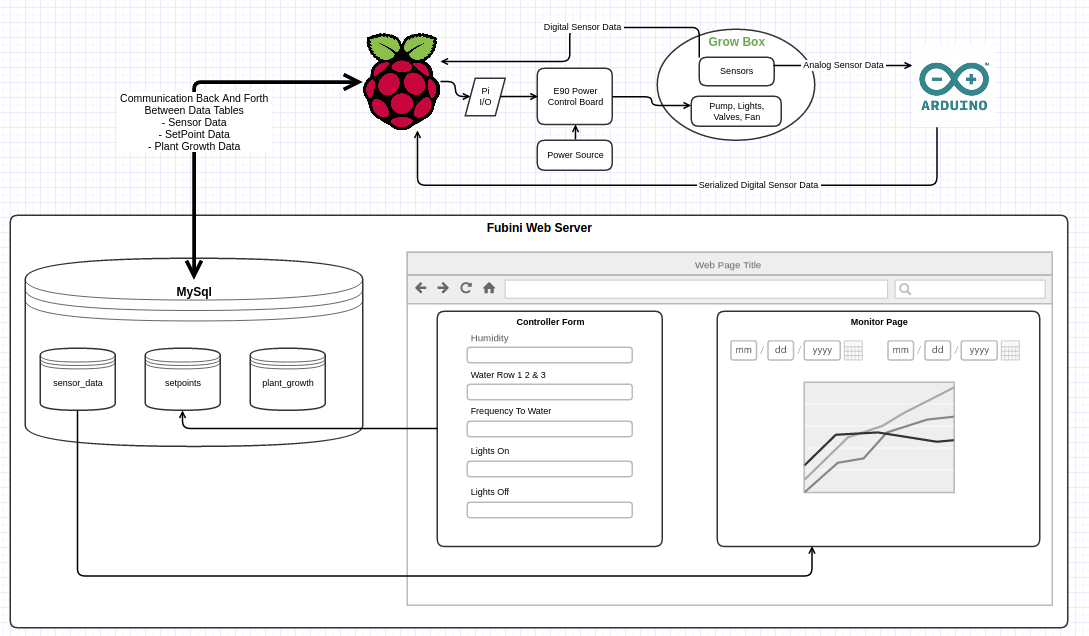 Digital Sensor Data
Grow Box
Sensors
Analog Sensor Data
ARDUINO
Pi
I/O
E90 Power
Control Board
Pump, Lights,
Valves, Fan
Power Source
Communication Back And Forth
Between Data Tables
- Sensor Data
- SetPoint Data
- Plant Growth Data
Serialized Digital Sensor Data
Fubini Web Server
MySql
sensor_data
setpoints
plant_growth
Web Page Title
Controller Form
Humidity
Water Row 1 2 & 3
Frequency To Water
Lights On
Lights Off
Monitor Page
mm / dd / yyyy
mm / dd / yyyy